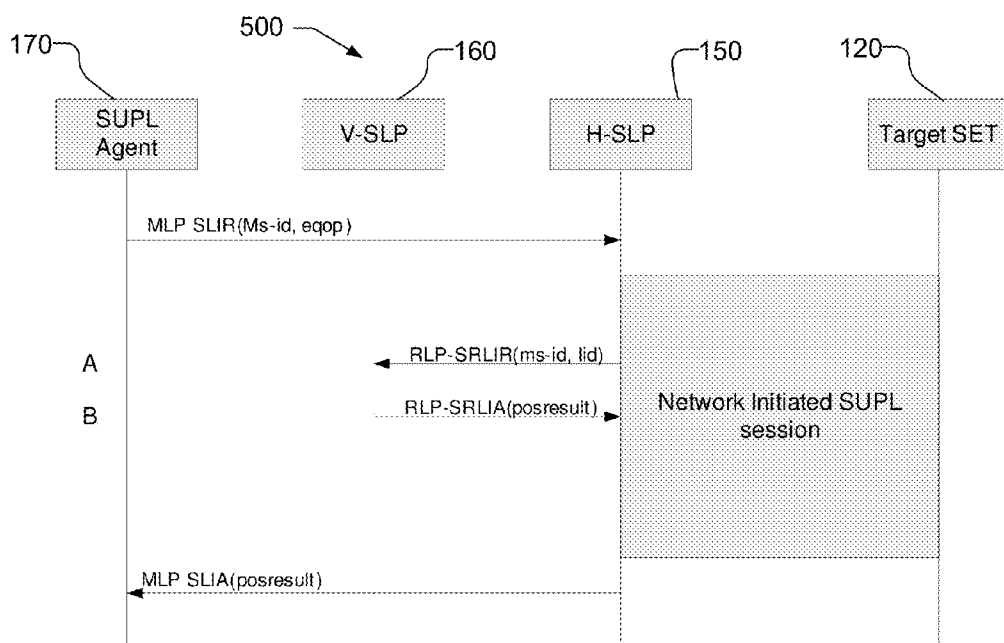 500
170
160
150
120
SUPL
Agent
V-SLP
H-SLP
Target SET
MLP SLIR(Ms-id, eqop)
A
RLP-SRLIR(ms-id, lid)
B
RLP-SRLIA(posresult)
Network Initiated SUPL
session
MLP SLIA(posresult)